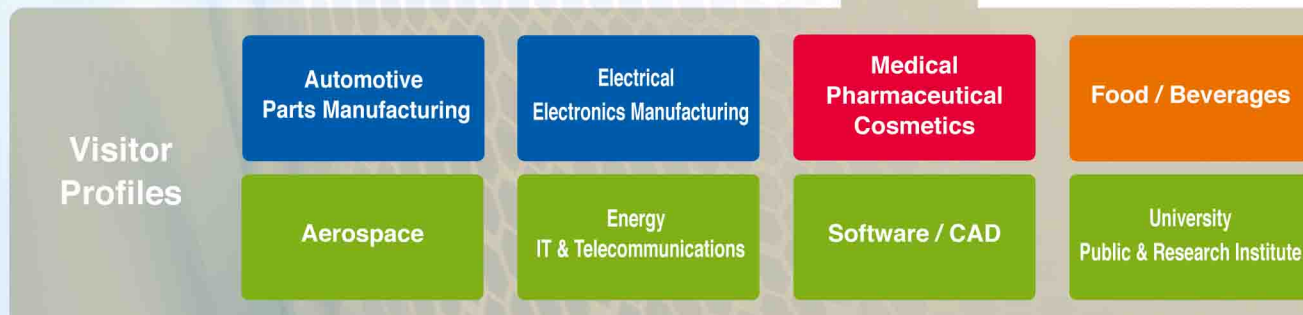 Visitor
Profiles
Automotive
Parts Manufacturing
Electrical
Electronics Manufacturing
Medical
Pharmaceutical
Cosmetics
Food / Beverages
Aerospace
Energy
IT & Telecommunications
Software / CAD
University
Public & Research Institute